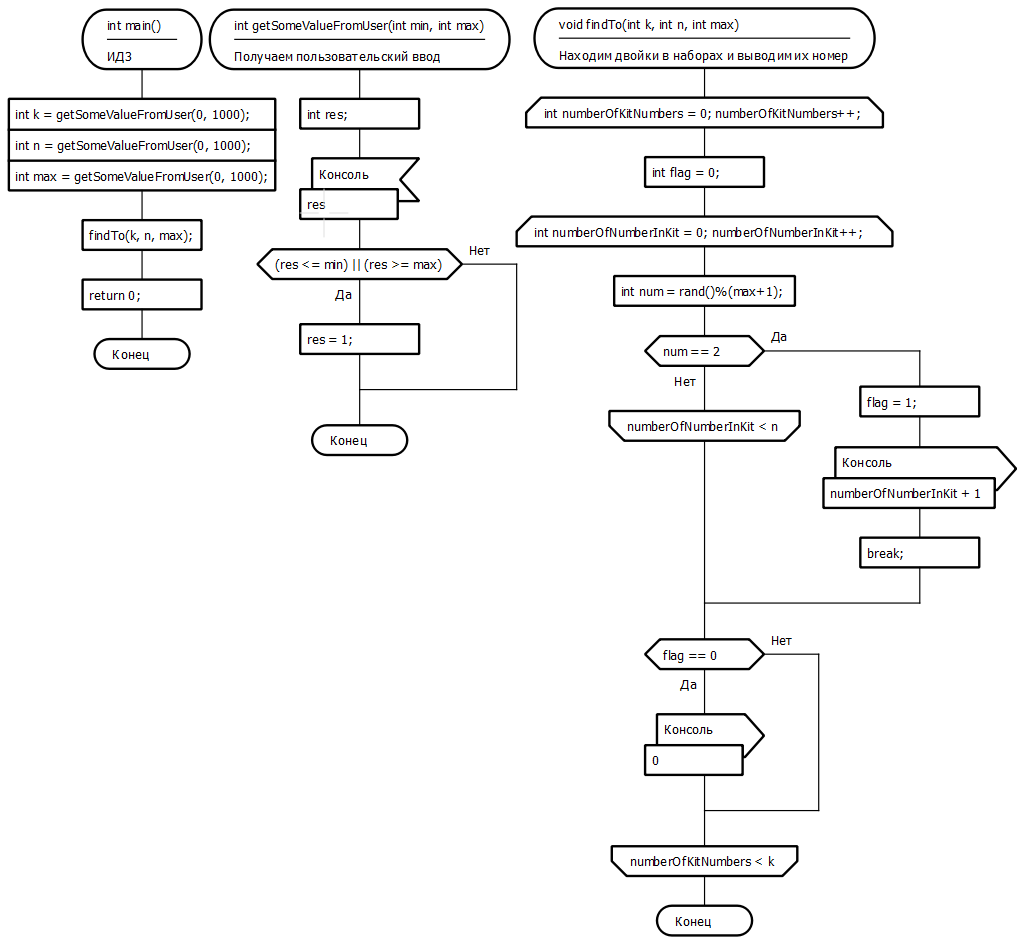 int main()
ИДЗ
int k = getSomeValueFromUser(0, 1000);
int n = getSomeValueFromUser(0, 1000);
int max = getSomeValueFromUser(0, 1000);
findTo(k, n, max);
return 0;
Конец
int getSomeValueFromUser(int min, int max)
Получаем пользовательский ввод
int res;
Консоль
res
(res <= min) || (res >= max)
Нет
Да
res = 1;
Конец
void findTo(int k, int n, int max)
Находим двойки в наборах и выводим их номер
int numberOfKitNumbers = 0; numberOfKitNumbers++;
int flag = 0;
int numberOfNumberInKit = 0; numberOfNumberInKit++;
int num = rand()%(max+1);
num == 2
Да
Нет
flag = 1;
numberOfNumberInKit < n
Консоль
numberOfNumberInKit + 1
break;
flag == 0
Нет
Да
Консоль
0
numberOfKitNumbers < k
Конец